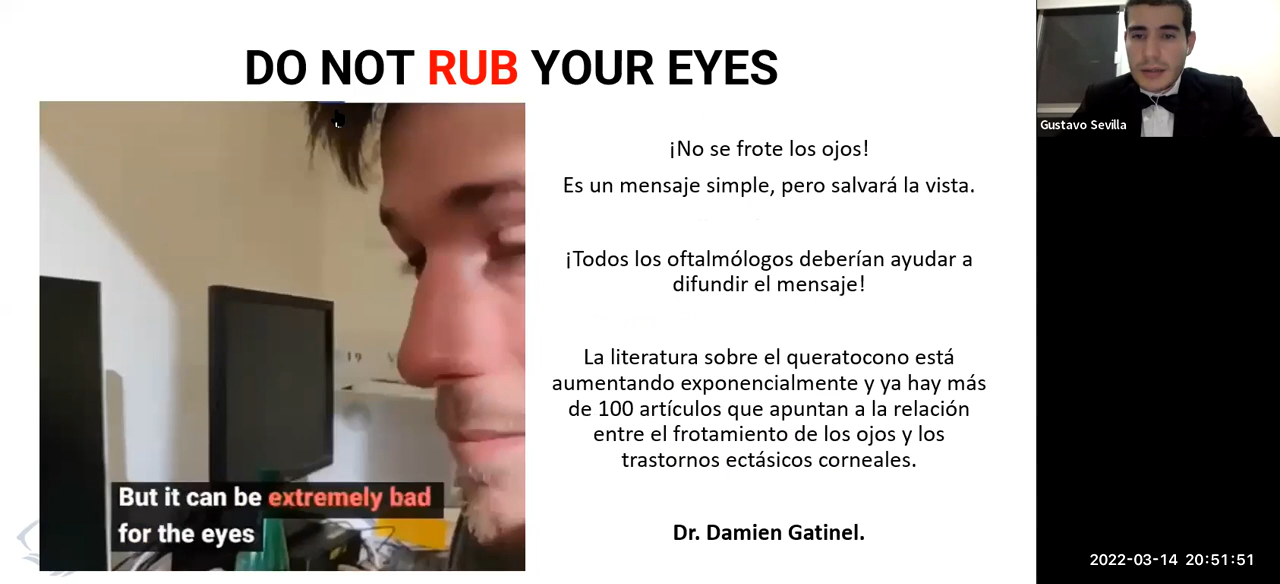 DO NOT RUB YOUR EYES
Gustavo Sevilla
¡No se frote los ojos!
Es un mensaje simple, pero salvará la vista.
¡Todos los oftalmólogos deberían ayudar a
difundir el mensaje!
La literatura sobre el queratocono está
aumentando exponencialmente y ya hay más
de 100 artículos que apuntan a la relación
entre el frotamiento de los ojos y los
trastornos ectásicos corneales.
Dr. Damien Gatinel.
19
But it can be extremely bad
for the eyes
2022-03-14 20:51:51